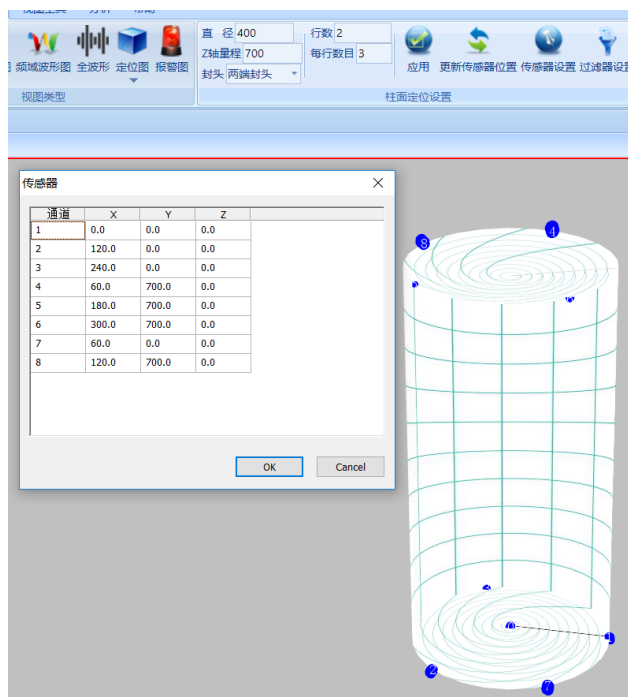 直 径 400
行数 2
Z轴量程 700
每行数目 3
封头 两端封头
频域波形图 全波形 定位图 报警图
应用 更新传感器位置 传感器设置 过滤器设
视图类型
柱面定位设置
传感器
通道 X Y Z
1 0.0 0.0 0.0
2 120.0 0.0 0.0
3 240.0 0.0 0.0
4 60.0 700.0 0.0
5 180.0 700.0 0.0
6 300.0 700.0 0.0
7 60.0 0.0 0.0
8 120.0 700.0 0.0
OK Cancel
4
8
1
2
7